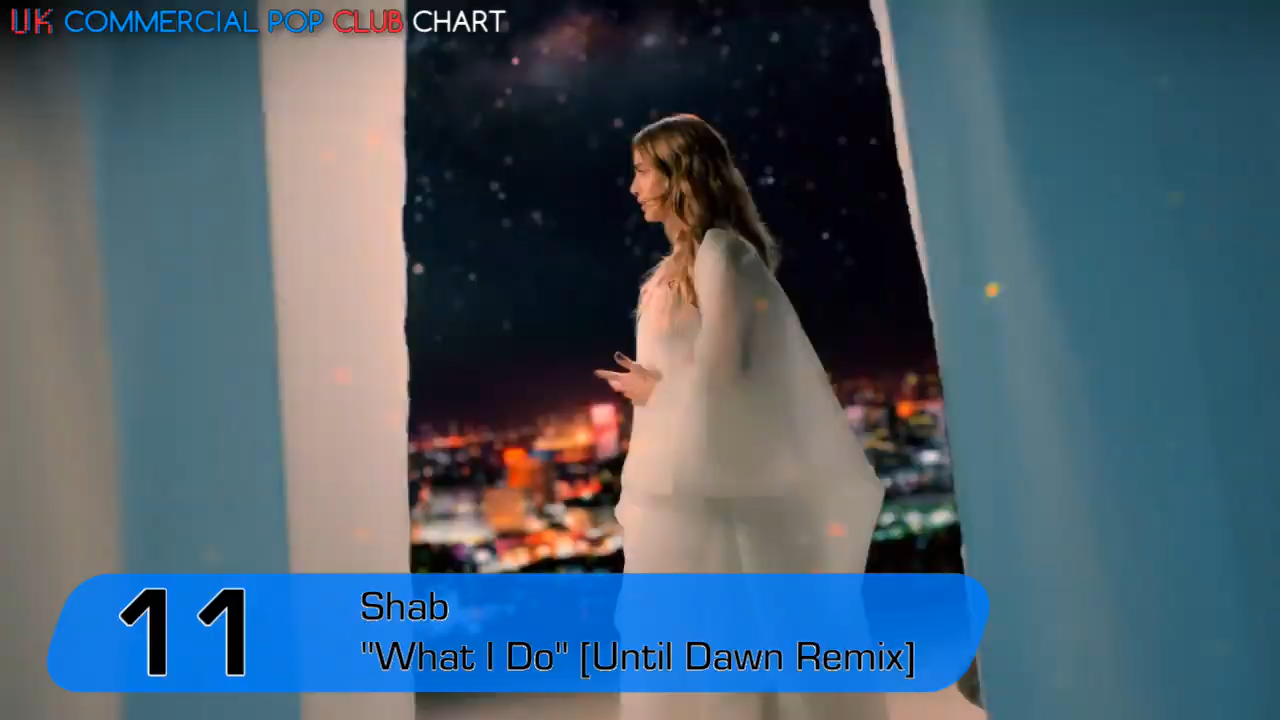 UK COMMERCIAL POP CLUB CHART
11
Shab
"What I Do" [Until Dawn Remix]